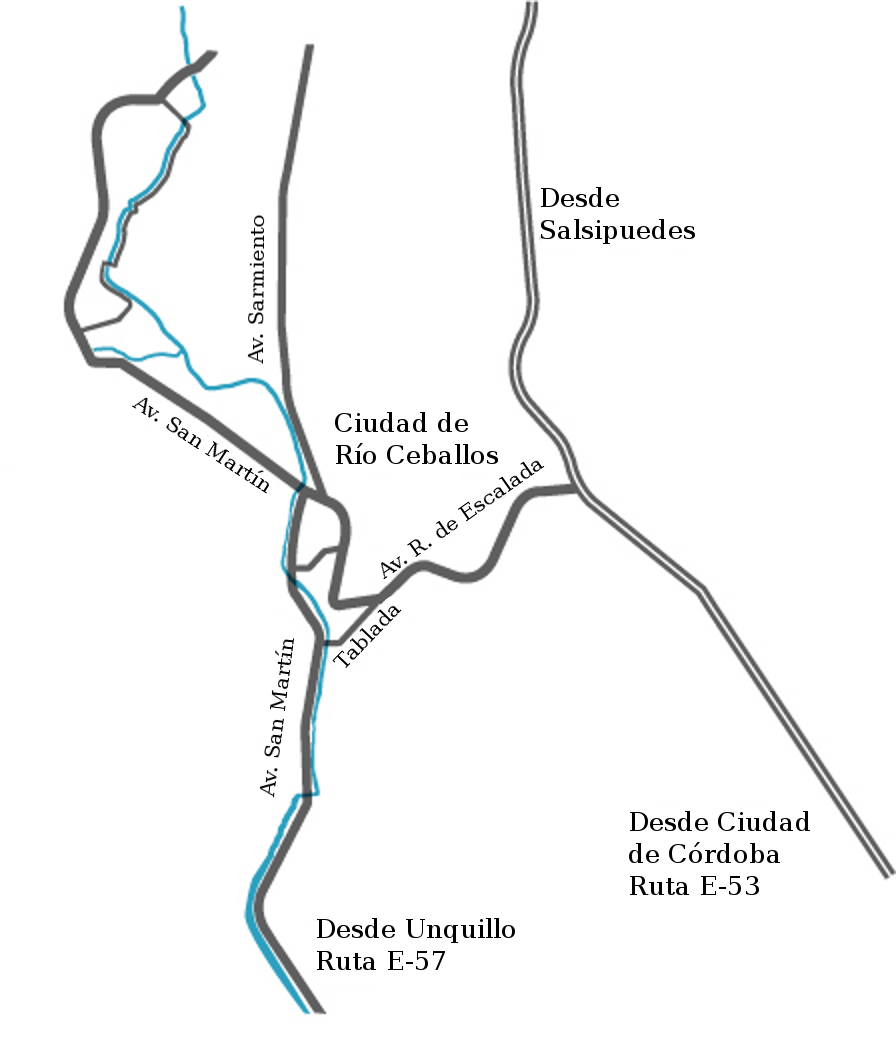 Desde
Salsipuedes
Av. Sarmiento
Av. San Martín
Ciudad de
Río Ceballos
Av. R. de Escalada
Tablada
Av. San Martín
Desde Ciudad
de Córdoba
Ruta E-53
Desde Unquillo
Ruta E-57